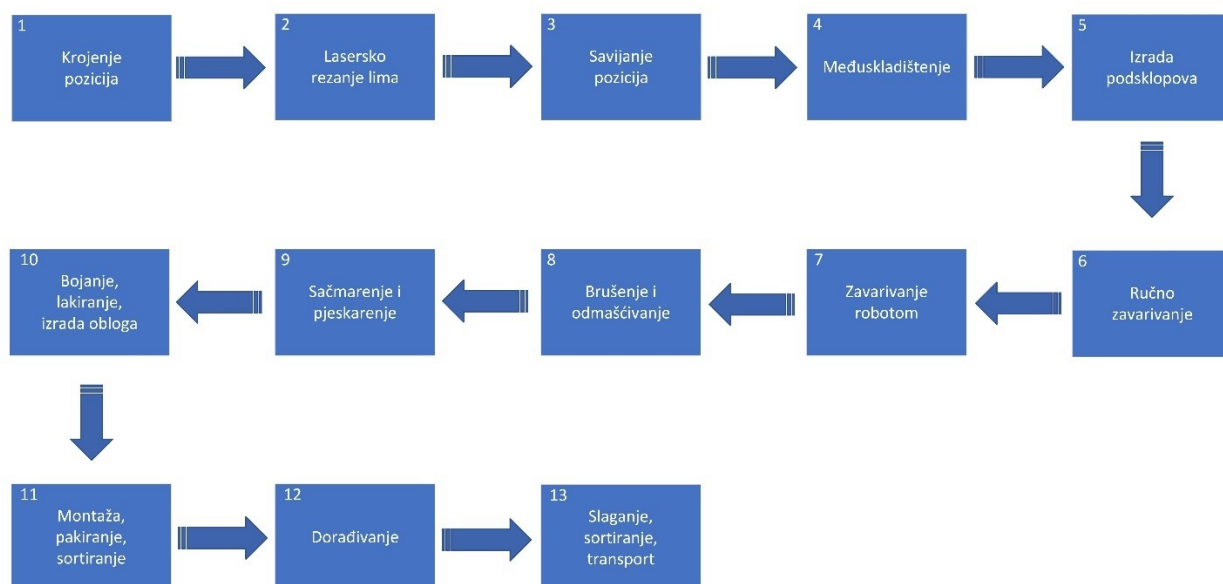 1
Krojenje
pozicija
2
Lasersko
rezanje lima
3
Savijanje
pozicija
4
Međuskladištenje
5
Izrada
podsklopova
6
Ručno
zavarivanje
7
Zavarivanje
robotom
8
Brušenje i
odmašćivanje
9
Sačmarenje i
pjeskarenje
10
Bojanje,
lakiranje,
izrada obloga
11
Montaža,
pakiranje,
sortiranje
12
Dorađivanje
13
Slaganje,
sortiranje,
transport